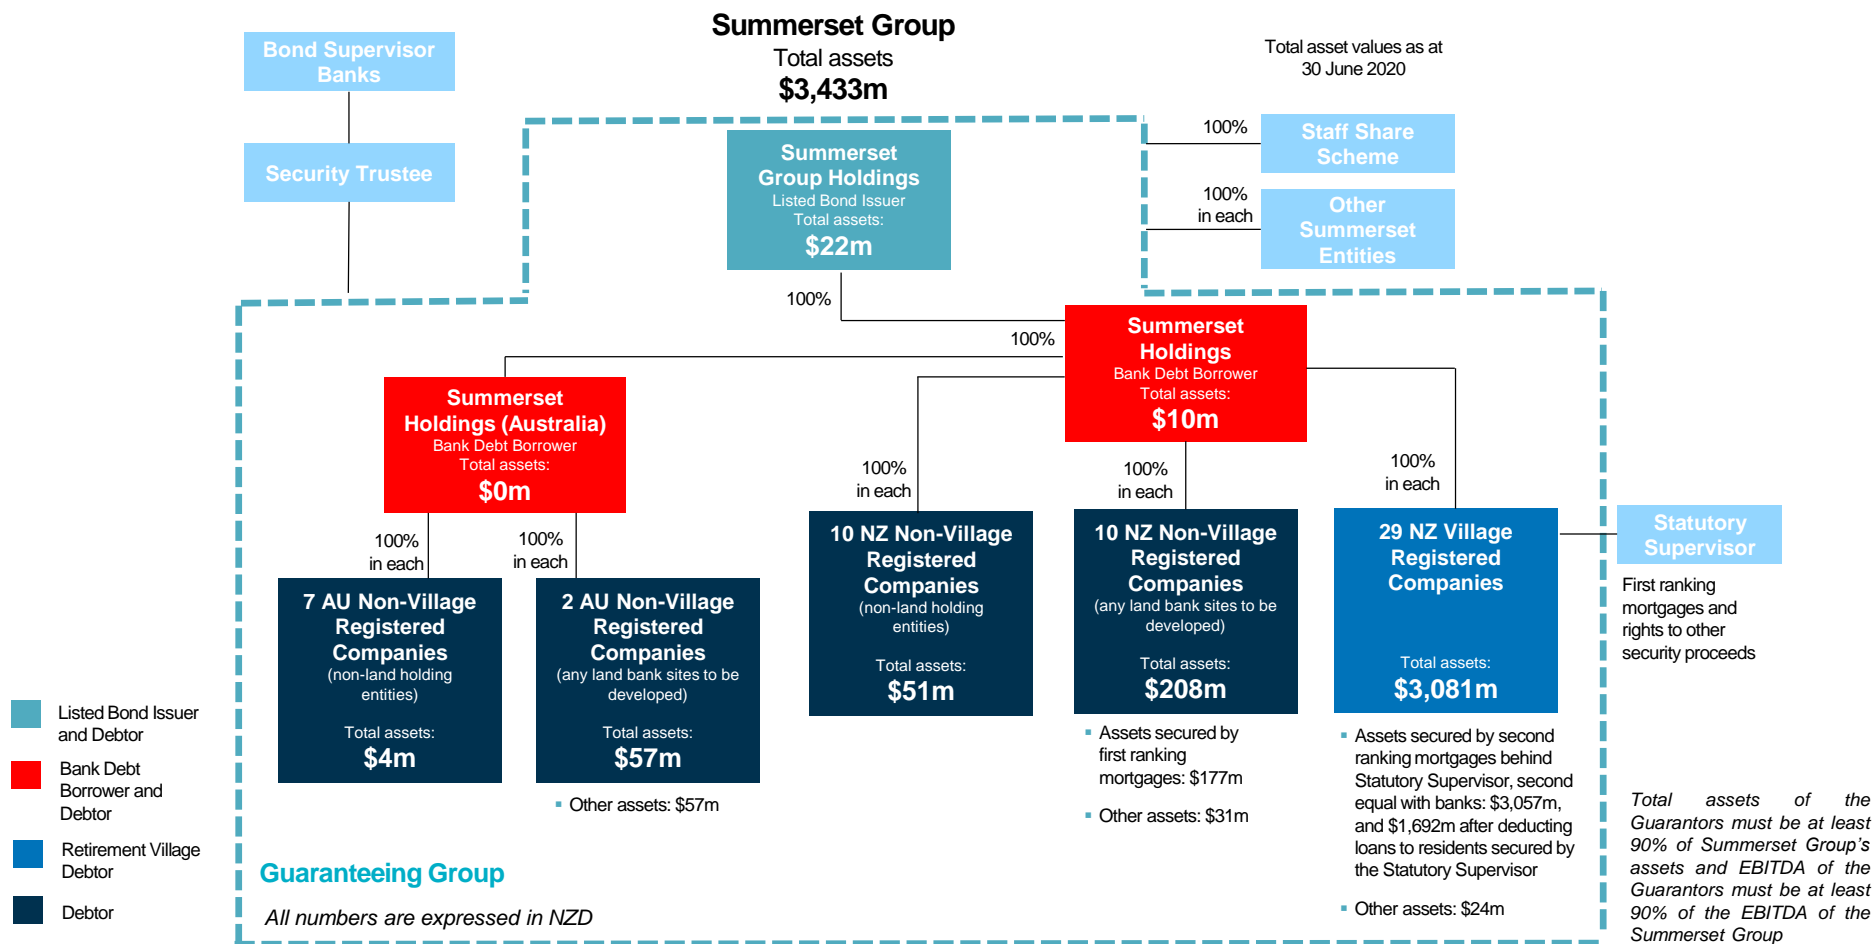 Summerset Group
Total assets
$3,433m
Total asset values as at
30 June 2020
Bond Supervisor
Banks
Security Trustee
Summerset
Group Holdings
Listed Bond Issuer
Total assets:
$22m
100%
Staff Share
Scheme
100%
in each
Other
Summerset
Entities
100%
100%
Summerset
Holdings
Bank Debt Borrower
Total assets:
$10m
Summerset
Holdings (Australia)
Bank Debt Borrower
Total assets:
$0m
100%
in each
100%
in each
100%
in each
100%
in each
100%
in each
7 AU Non-Village
Registered
Companies
(non-land holding
entities)
Total assets:
$4m
2 AU Non-Village
Registered
Companies
(any land bank sites to be
developed)
Total assets:
$57m
▪ Other assets: $57m
10 NZ Non-Village
Registered
Companies
(non-land holding
entities)
Total assets:
$51m
10 NZ Non-Village
Registered
Companies
(any land bank sites to be
developed)
Total assets:
$208m
▪ Assets secured by
first ranking
mortgages: $177m
▪ Other assets: $31m
29 NZ Village
Registered
Companies
Total assets:
$3,081m
▪ Assets secured by second
ranking mortgages behind
Statutory Supervisor, second
equal with banks: $3,057m,
and $1,692m after deducting
loans to residents secured by
the Statutory Supervisor
▪ Other assets: $24m
Statutory
Supervisor
First ranking
mortgages and
rights to other
security proceeds
Listed Bond Issuer
and Debtor
Bank Debt
Borrower and
Debtor
Retirement Village
Debtor
Debtor
Guaranteeing Group
All numbers are expressed in NZD
Total assets of the
Guarantors must be at least
90% of Summerset Group's
assets and EBITDA of the
Guarantors must be at least
90% of the EBITDA of the
Summerset Group